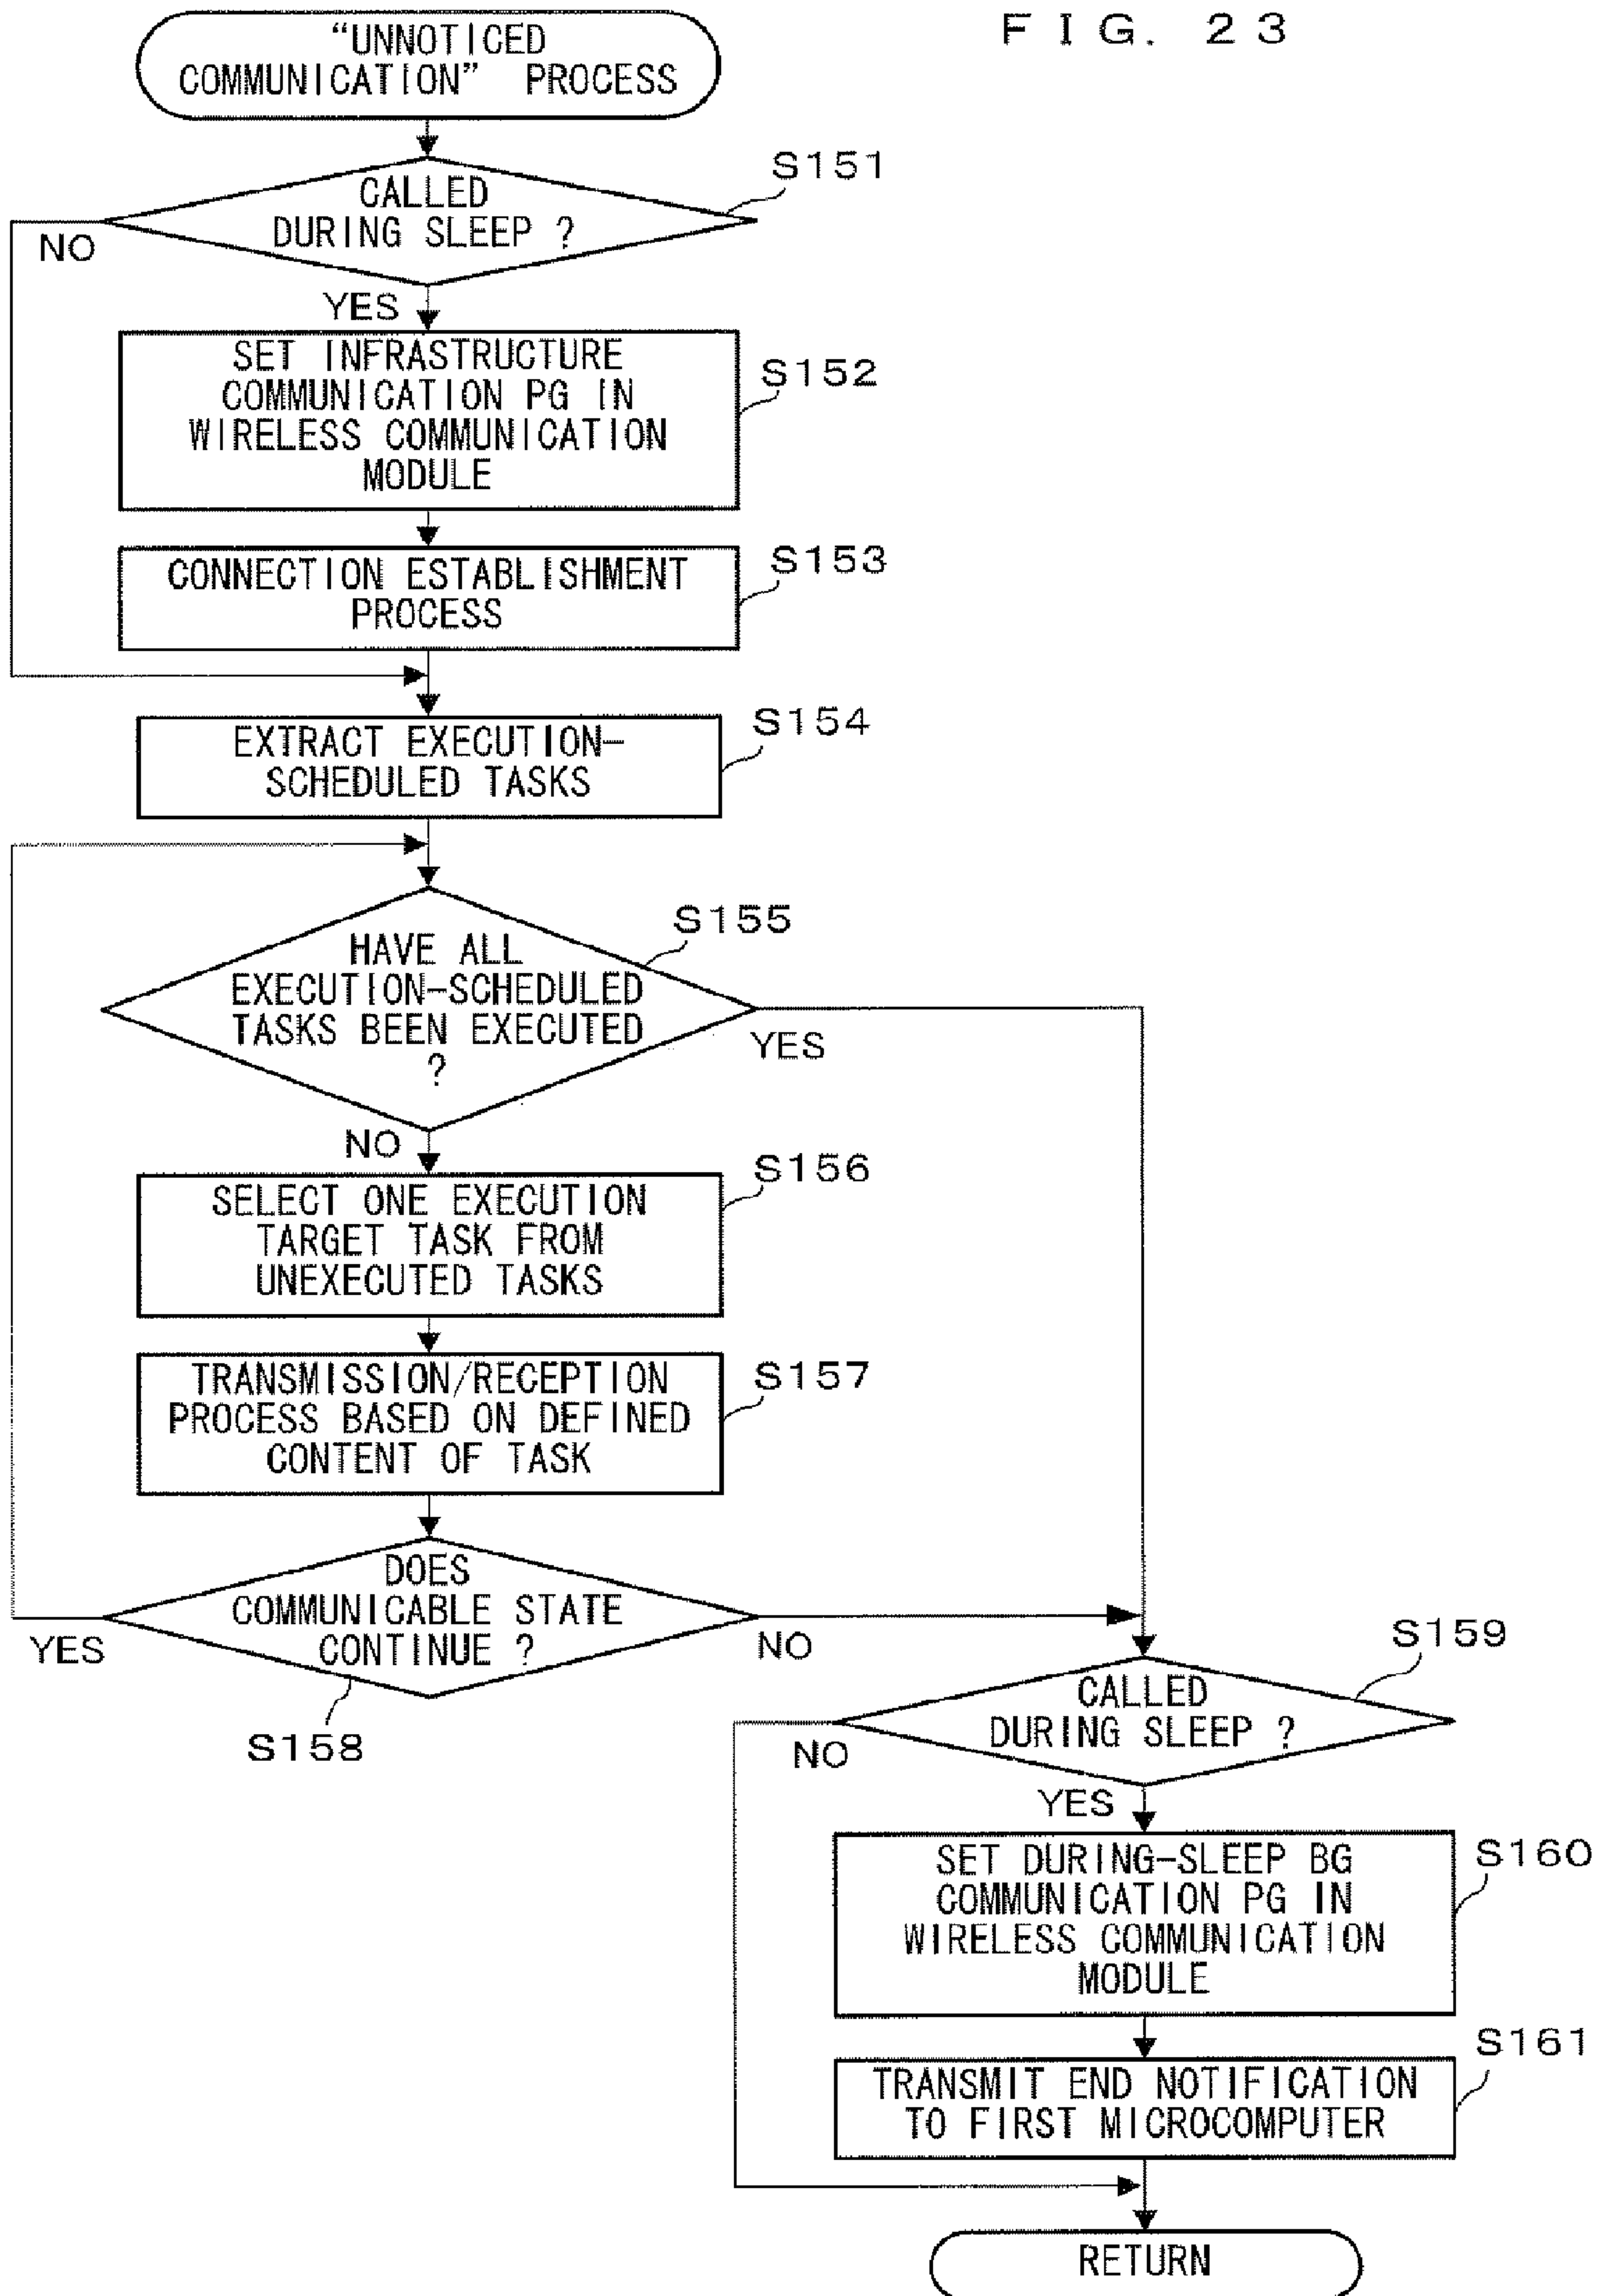 FIG. 23
"UNNOTICED
COMMUNICATION" PROCESS
S151
CALLED
DURING SLEEP ?
NO
YES
S152
SET INFRASTRUCTURE
COMMUNICATION PG IN
WIRELESS COMMUNICATION
MODULE
S153
CONNECTION ESTABLISHMENT
PROCESS
S154
EXTRACT EXECUTION-
SCHEDULED TASKS
S155
HAVE ALL
EXECUTION-SCHEDULED
TASKS BEEN EXECUTED
?
YES
NO
S156
SELECT ONE EXECUTION
TARGET TASK FROM
UNEXECUTED TASKS
S157
TRANSMISSION/RECEPTION
PROCESS BASED ON DEFINED
CONTENT OF TASK
DOES
COMMUNICABLE STATE
CONTINUE ?
YES
NO
S158
S159
CALLED
DURING SLEEP ?
NO
YES
S160
SET DURING-SLEEP BG
COMMUNICATION PG IN
WIRELESS COMMUNICATION
MODULE
S161
TRANSMIT END NOTIFICATION
TO FIRST MICROCOMPUTER
RETURN